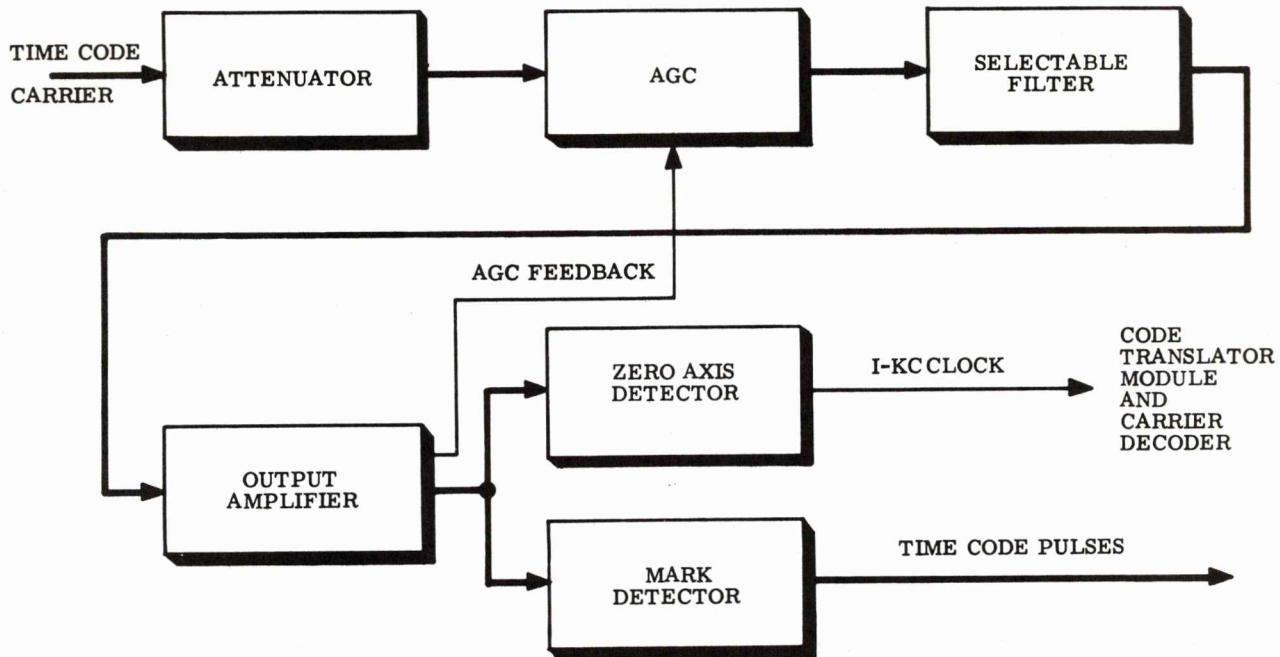 TIME CODE
CARRIER
ATTENUATOR
AGC
SELECTABLE
FILTER
AGC FEEDBACK
ZERO AXIS
DETECTOR
I-KC CLOCK
CODE
TRANSLATOR
MODULE
AND
CARRIER
DECODER
OUTPUT
AMPLIFIER
MARK
DETECTOR
TIME CODE PULSES